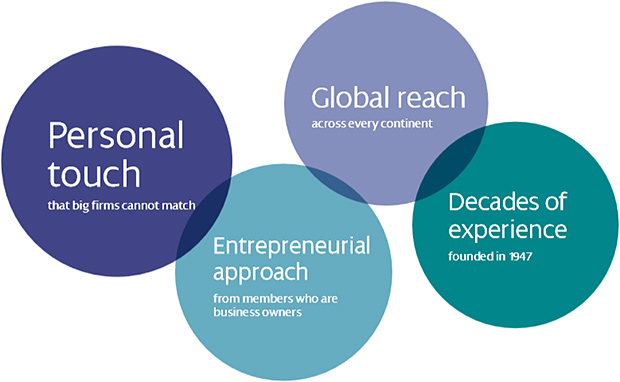 Personal
touch
that big firms cannot match
Entrepreneurial
approach
from members who are
business owners
Global reach
across every continent
Decades of
experience
founded in 1947